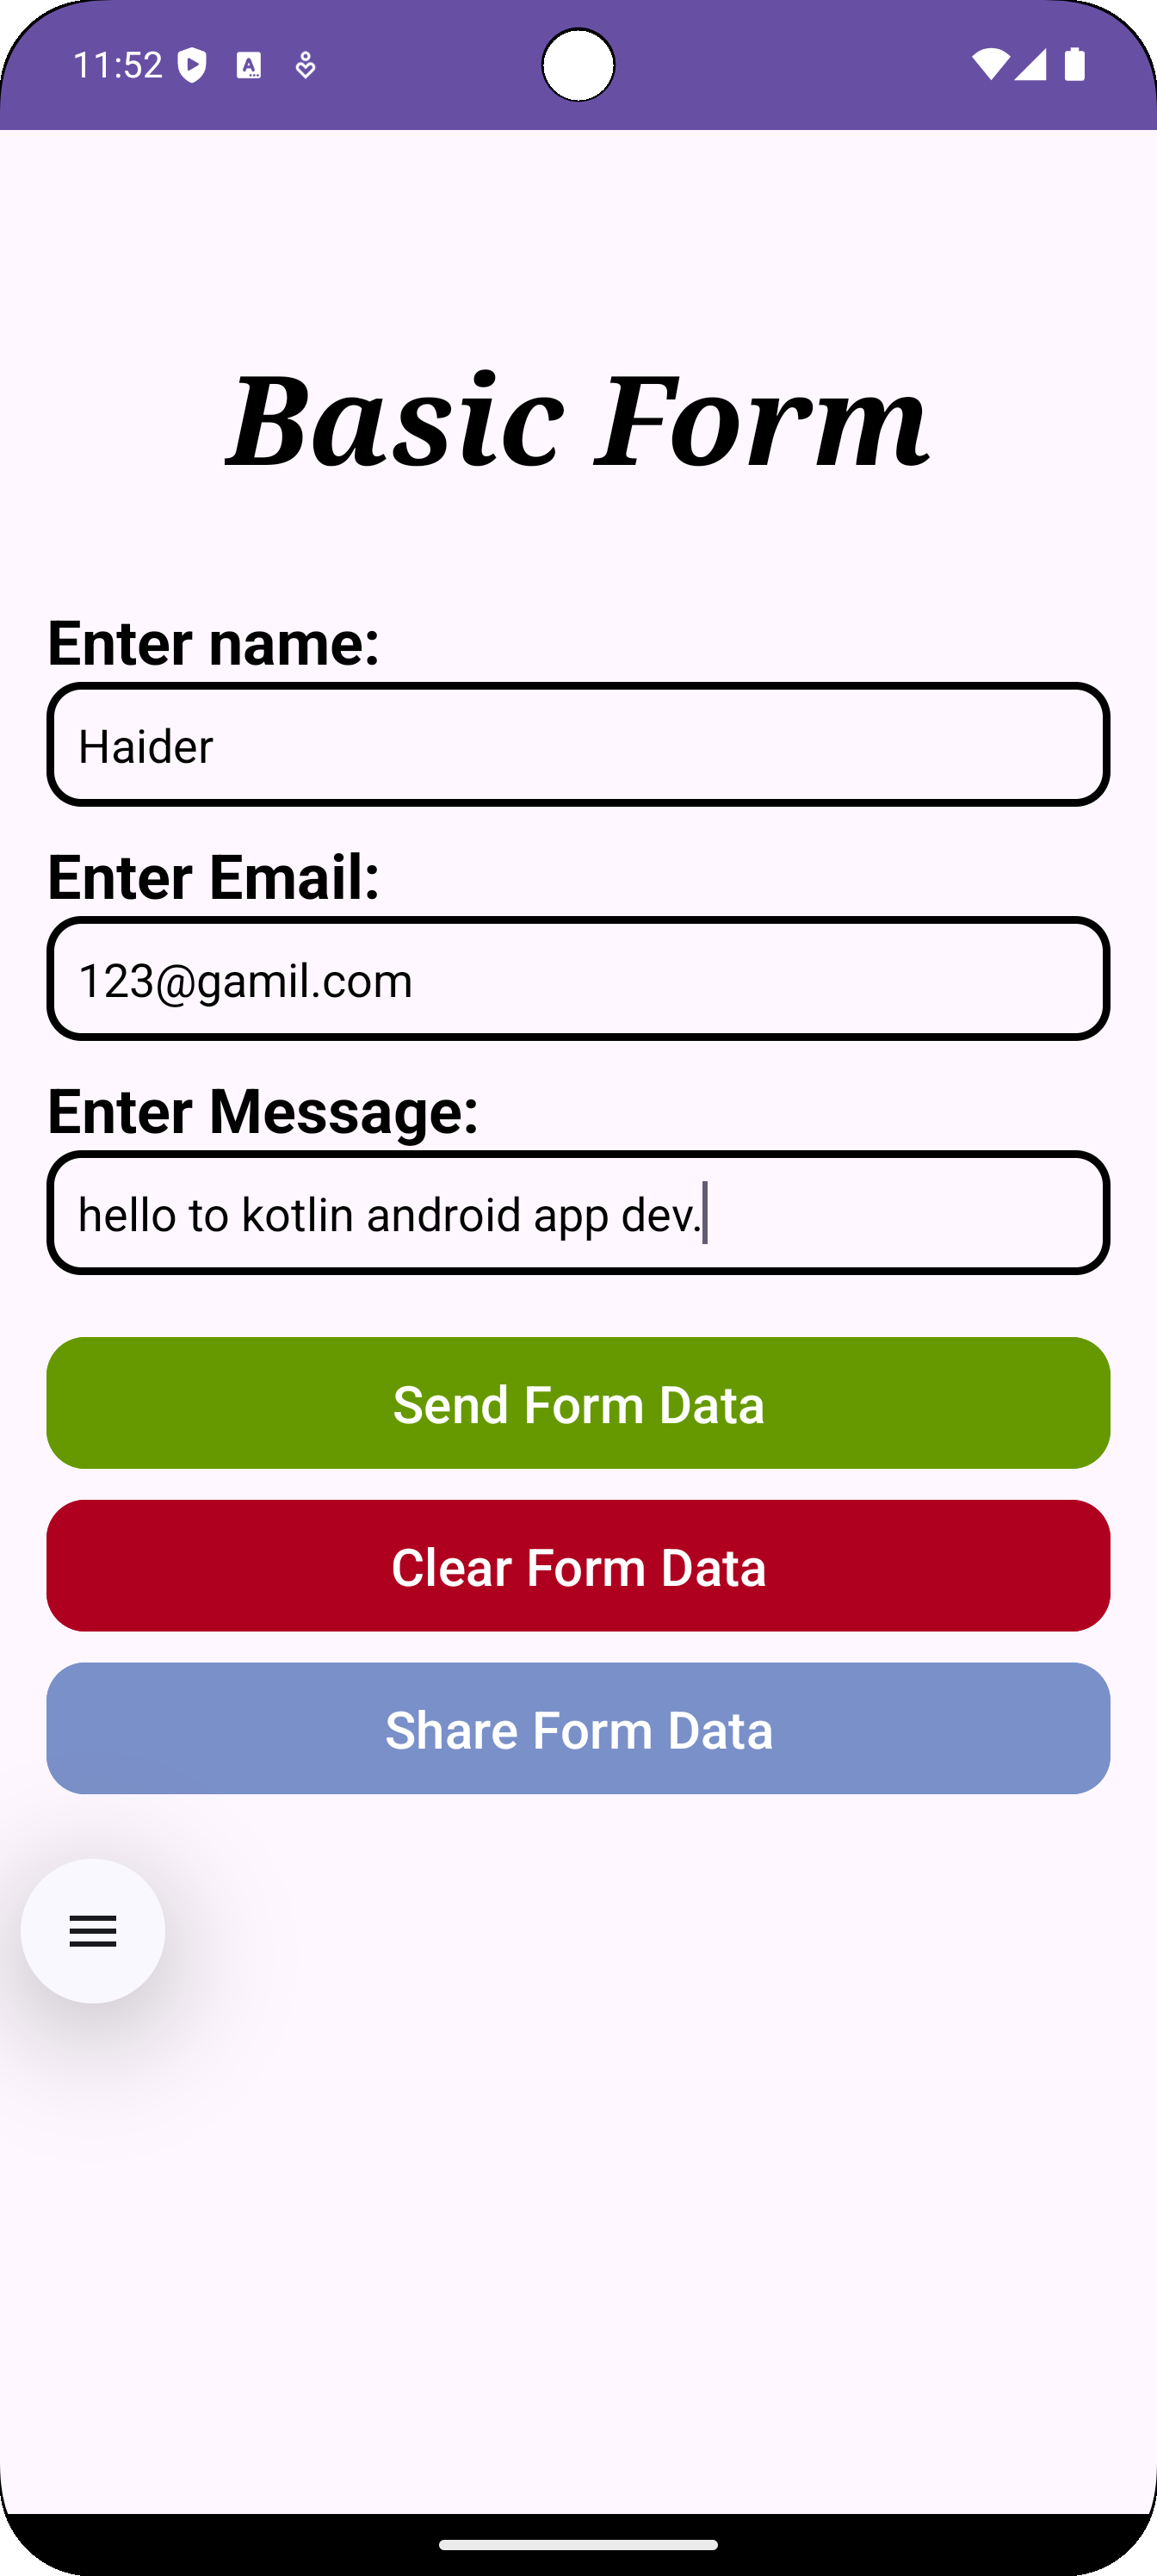 11:52
Basic Form
Enter name:
Haider
Enter Email:
123@gamil.com
Enter Message:
hello to kotlin android app dev.
Send Form Data
Clear Form Data
Share Form Data